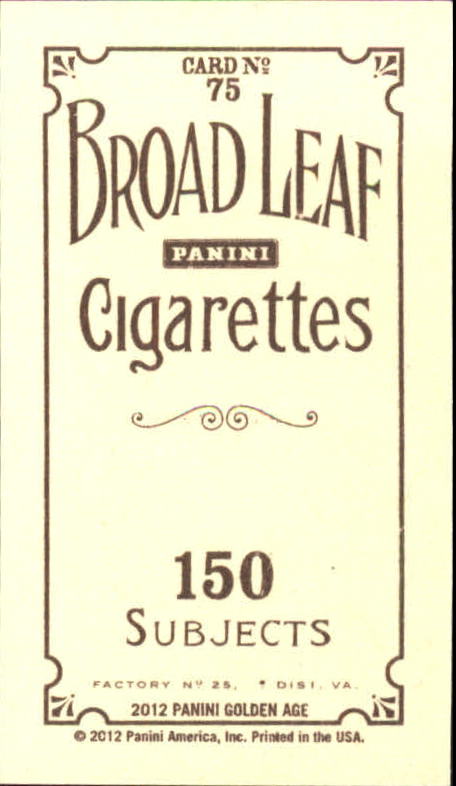 CARD Nº
75
BROAD LEAF
PANINI
Cigarettes
150
SUBJECTS
FACTORY Nº 25, DIST. VA.
2012 PANINI GOLDEN AGE
© 2012 Panini America, Inc. Printed in the USA.